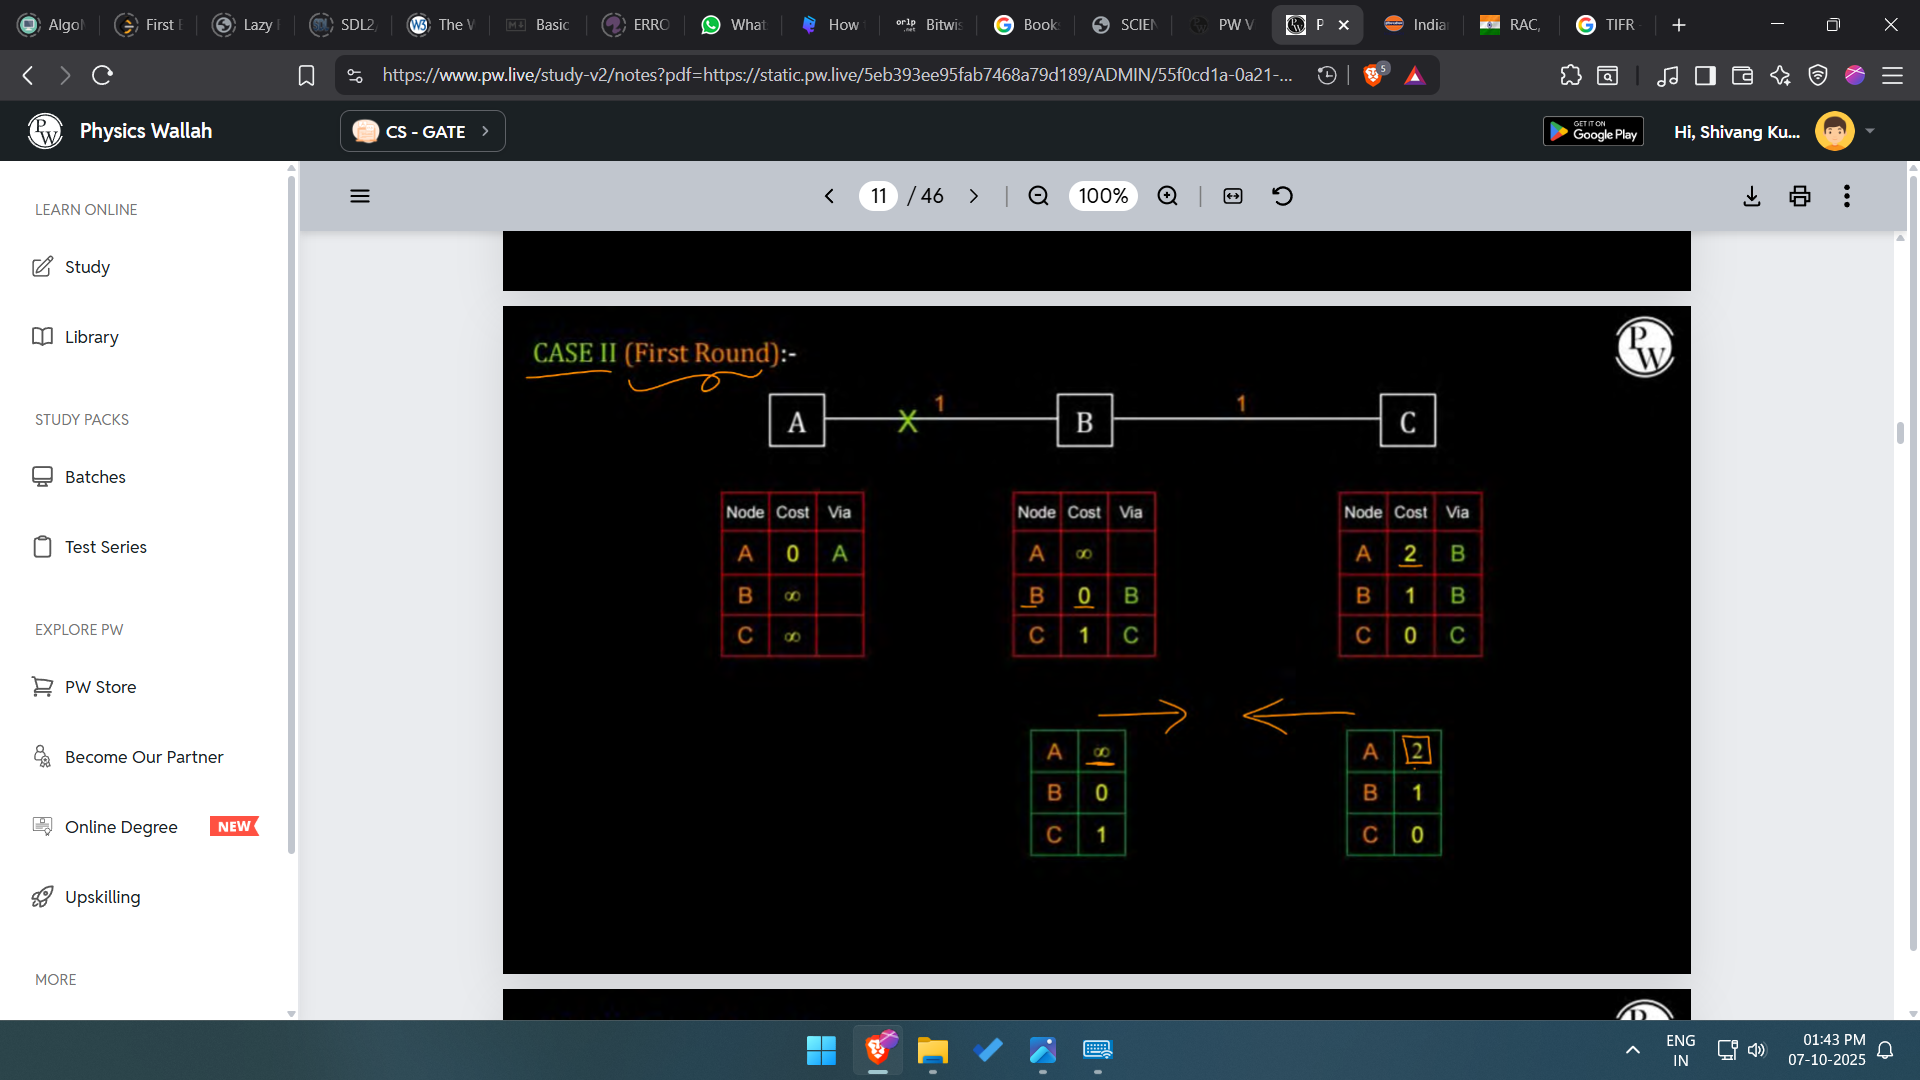 Algo
First
Lazy
SDL2,
The W
Basic
ERRO
What
How
orlp .net
Bitwis
Book
SCIEN
PW V
P
India
RAC,
TIFR
https://www.pw.live/study-v2/notes?pdf=https://static.pw.live/5eb393ee95fab7468a79d189/ADMIN/55f0cd1a-0a21-...
5
PW
Physics Wallah
CS - GATE
GET IT ON
Google Play
Hi, Shivang Ku...
LEARN ONLINE
Study
Library
STUDY PACKS
Batches
Test Series
EXPLORE PW
PW Store
Become Our Partner
Online Degree NEW
Upskilling
MORE
11 / 46
100%
CASE II (First Round):-
PW
A X 1 B 1 C
Node Cost Via
A 0 A
B ∞
C ∞
Node Cost Via
A ∞
B 0 B
C 1 C
Node Cost Via
A 2 B
B 1 B
C 0 C
A ∞
B 0
C 1
A 2
B 1
C 0
ENG
IN
01:43 PM
07-10-2025